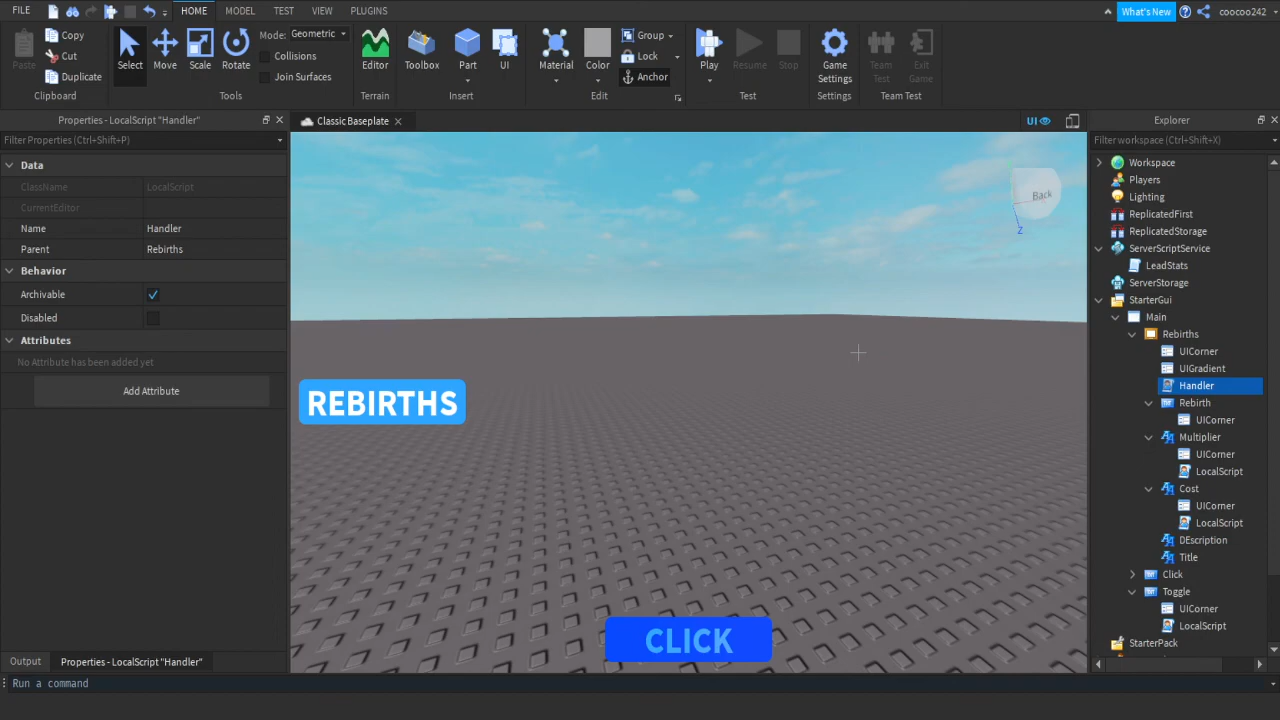 FILE HOME MODEL TEST VIEW PLUGINS What's New coocoo242
Paste Copy Cut Duplicate Select Move Scale Rotate Mode: Geometric Collisions Join Surfaces Editor Toolbox Part UI Material Color Group Lock Anchor Play Resume Stop Game Settings Team Test Exit Game
Clipboard Tools Terrain Insert Edit Test Settings Team Test
Properties - LocalScript "Handler"
Filter Properties (Ctrl+Shift+P)
Data
ClassName LocalScript
CurrentEditor
Name Handler
Parent Rebirths
Behavior
Archivable
Disabled
Attributes
No Attribute has been added yet
Add Attribute
Output Properties - LocalScript "Handler"
Run a command
Classic Baseplate
UI
Back
Z
REBIRTHS
CLICK
Explorer
Filter workspace (Ctrl+Shift+X)
Workspace
Players
Lighting
ReplicatedFirst
ReplicatedStorage
ServerScriptService
LeadStats
ServerStorage
StarterGui
Main
Rebirths
UICorner
UIGradient
Handler
Rebirth
UICorner
Multiplier
UICorner
LocalScript
Cost
UICorner
LocalScript
DEscription
Title
Click
Toggle
UICorner
LocalScript
StarterPack